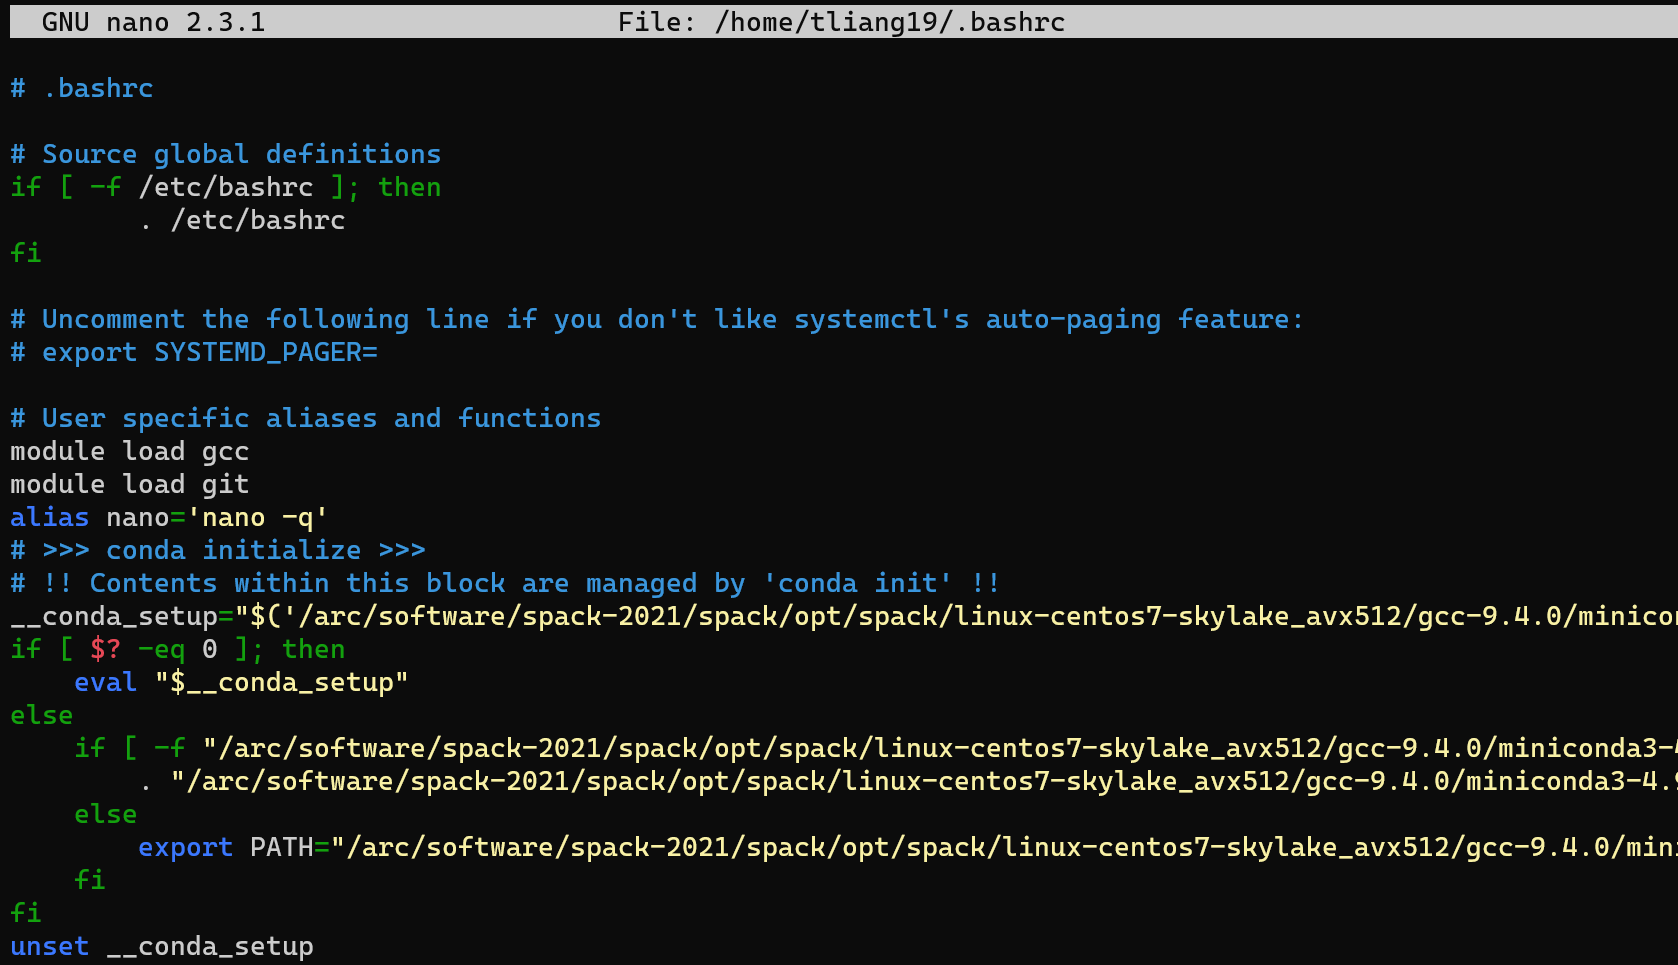 GNU nano 2.3.1 File: /home/tliang19/.bashrc
# .bashrc
# Source global definitions
if [ -f /etc/bashrc ]; then
. /etc/bashrc
fi
# Uncomment the following line if you don't like systemctl's auto-paging feature:
# export SYSTEMD_PAGER=
# User specific aliases and functions
module load gcc
module load git
alias nano='nano -q'
# >>> conda initialize >>>
# !! Contents within this block are managed by 'conda init' !!
__conda_setup="$('/arc/software/spack-2021/spack/opt/spack/linux-centos7-skylake_avx512/gcc-9.4.0/minicon
if [ $? -eq 0 ]; then
eval "$__conda_setup"
else
if [ -f "/arc/software/spack-2021/spack/opt/spack/linux-centos7-skylake_avx512/gcc-9.4.0/miniconda3-4
. "/arc/software/spack-2021/spack/opt/spack/linux-centos7-skylake_avx512/gcc-9.4.0/miniconda3-4.9
else
export PATH="/arc/software/spack-2021/spack/opt/spack/linux-centos7-skylake_avx512/gcc-9.4.0/mini
fi
fi
unset __conda_setup